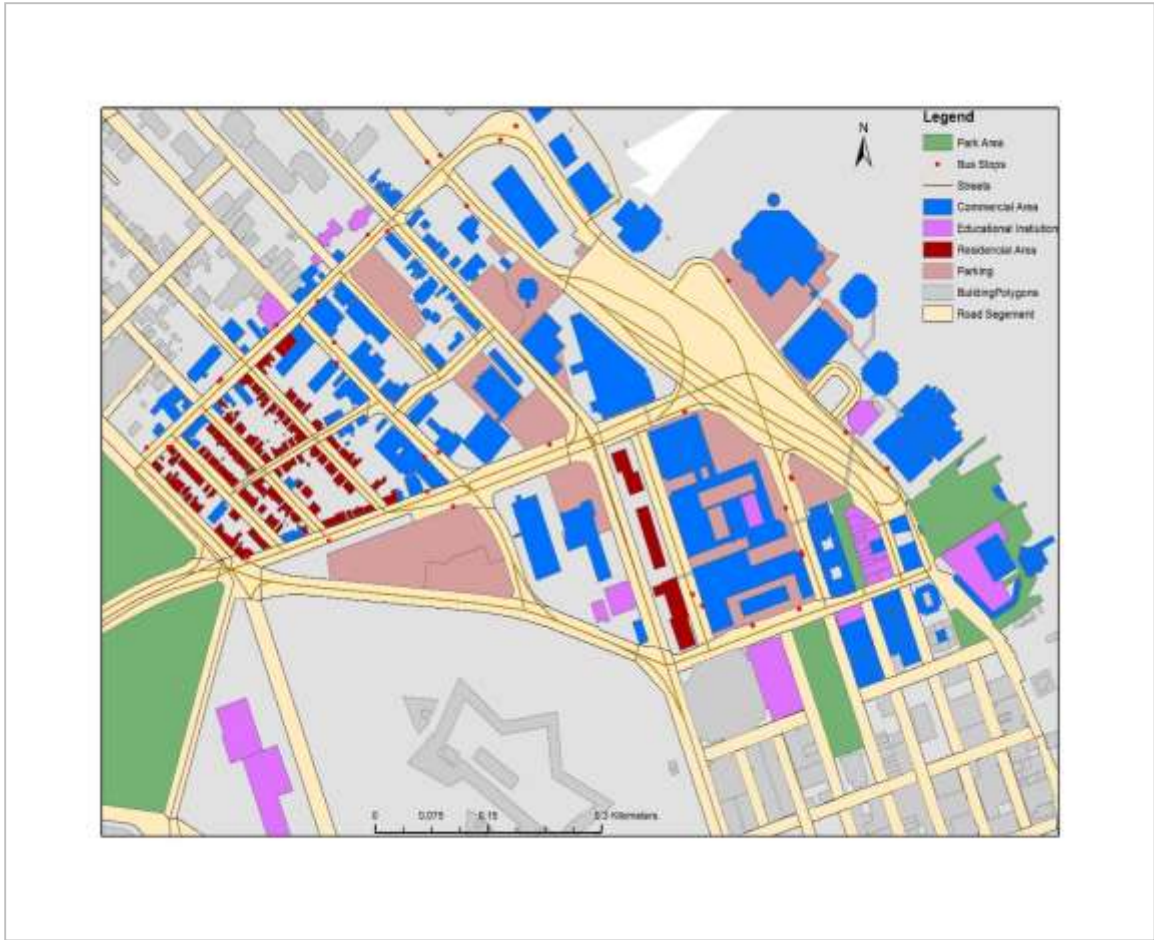 Legend
N
Park Area
Bus Stops
Streets
Commercial Area
Educational Instution
Residencial Area
Parking
BuildingPolygons
Road Segement
0 0.075 0.15 0.3 Kilometers